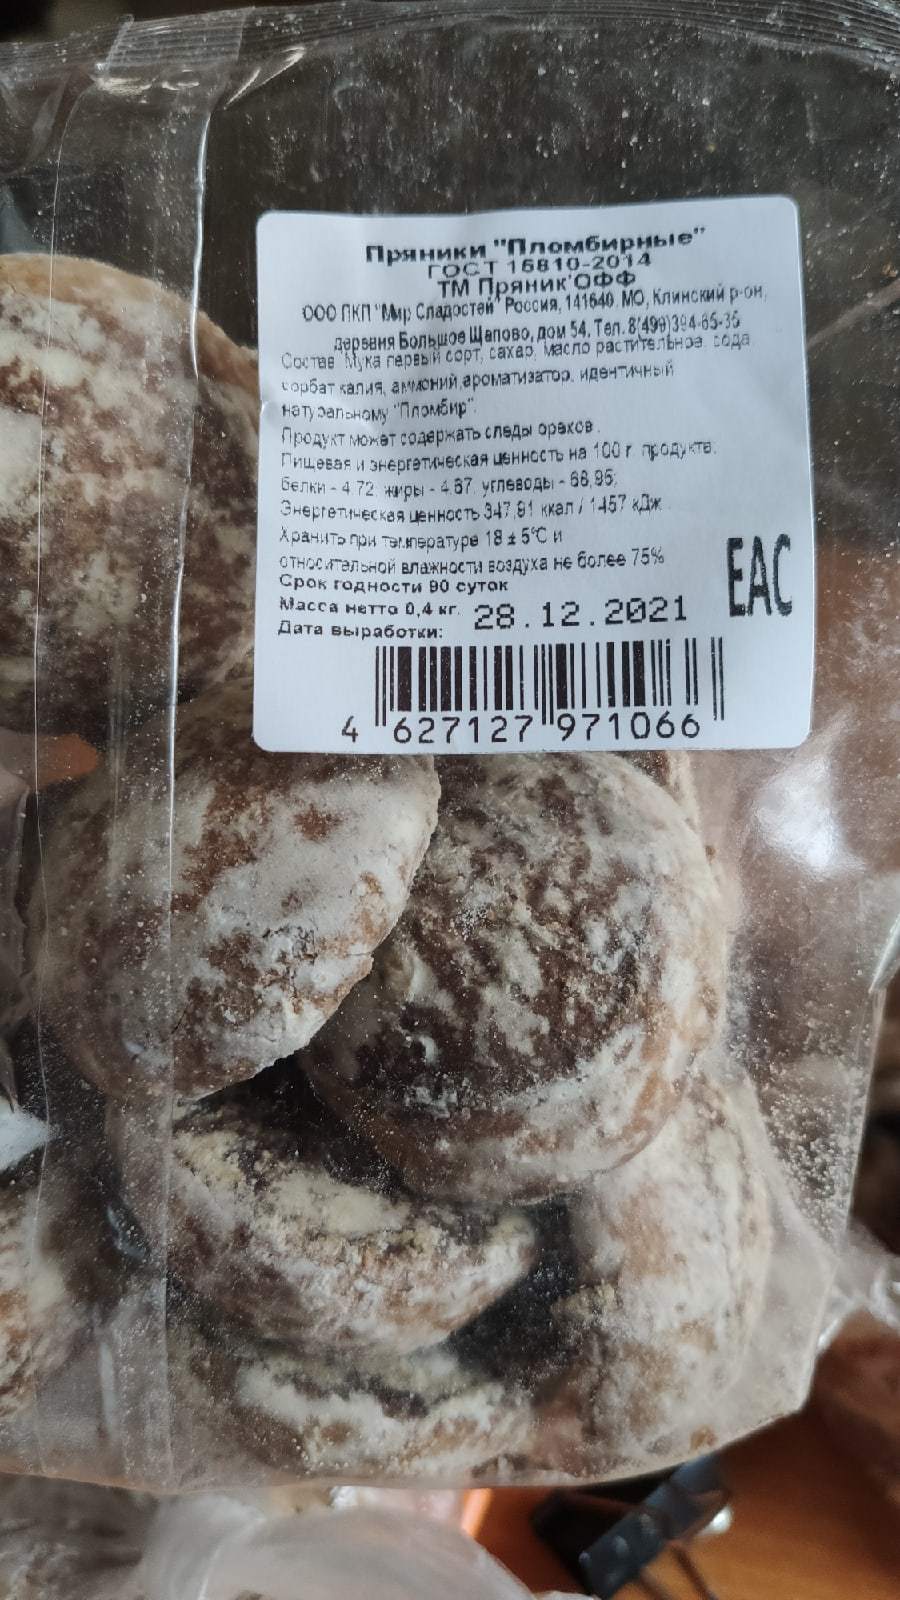 Пряники "Пломбирные"
ГОСТ 15810-2014
ТМ Пряник'Офф
ООО ПКП "Мир Сладостей" Россия, 141640, МО, Клинский р-он,
деревня Большое Щапово, дом 54, Тел. 8(499)394-65-35
Состав: Мука первый сорт, сахар, масло растительное, сода
сорбат калия, аммоний,ароматизатор, идентичный
натуральному "Пломбир".
Продукт может содержать следы орехов.
Пищевая и энергетическая ценность на 100 г. продукта:
белки - 4,72, жиры - 4,67, углеводы - 68,95;
Энергетическая ценность 347,91 ккал / 1457 кДж.
Хранить при температуре 18 ± 5°С и
относительной влажности воздуха не более 75%
Срок годности 90 суток
Масса нетто 0,4 кг.
Дата выработки: 28.12.2021
EAC
4 627127 971066